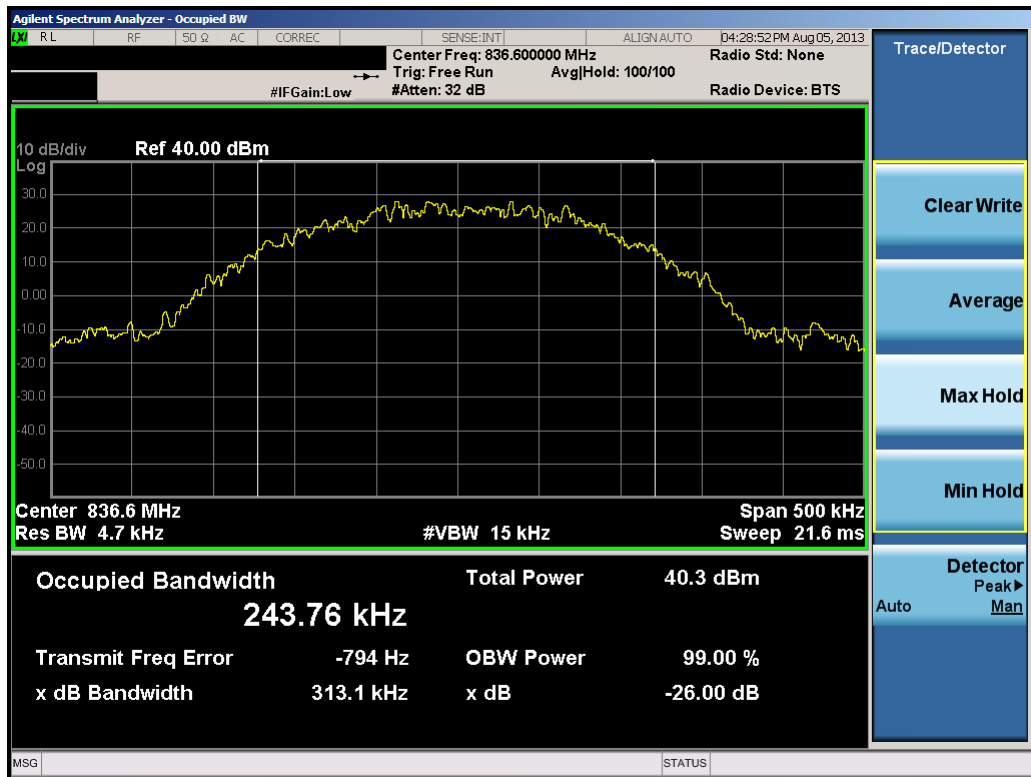 Agilent Spectrum Analyzer - Occupied BW
LXI RL RF 50 Ω AC CORREC SENSE:INT ALIGNAUTO 04:28:52PM Aug 05, 2013
Center Freq: 836.600000 MHz Radio Std: None
Trig: Free Run Avg|Hold: 100/100
#IFGain:Low #Atten: 32 dB Radio Device: BTS
10 dB/div Ref 40.00 dBm
Log
30.0
20.0
10.0
0.00
-10.0
-20.0
-30.0
-40.0
-50.0
Center 836.6 MHz Span 500 kHz
Res BW 4.7 kHz #VBW 15 kHz Sweep 21.6 ms
Occupied Bandwidth Total Power 40.3 dBm
243.76 kHz
Transmit Freq Error -794 Hz OBW Power 99.00 %
x dB Bandwidth 313.1 kHz x dB -26.00 dB
Trace/Detector
Clear Write
Average
Max Hold
Min Hold
Detector
Peak▶
Auto Man
MSG STATUS